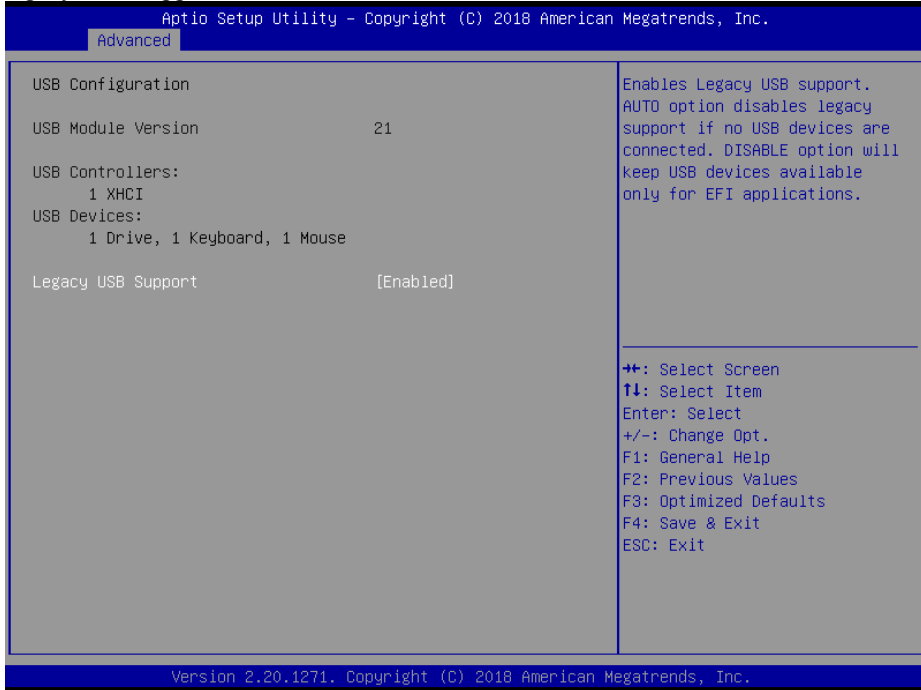 Aptio Setup Utility – Copyright (C) 2018 American Megatrends, Inc.
Advanced
USB Configuration
USB Module Version 21
USB Controllers:
1 XHCI
USB Devices:
1 Drive, 1 Keyboard, 1 Mouse
Legacy USB Support [Enabled]
Enables Legacy USB support.
AUTO option disables legacy
support if no USB devices are
connected. DISABLE option will
keep USB devices available
only for EFI applications.
→←: Select Screen
↑↓: Select Item
Enter: Select
+/-: Change Opt.
F1: General Help
F2: Previous Values
F3: Optimized Defaults
F4: Save & Exit
ESC: Exit
Version 2.20.1271. Copyright (C) 2018 American Megatrends, Inc.